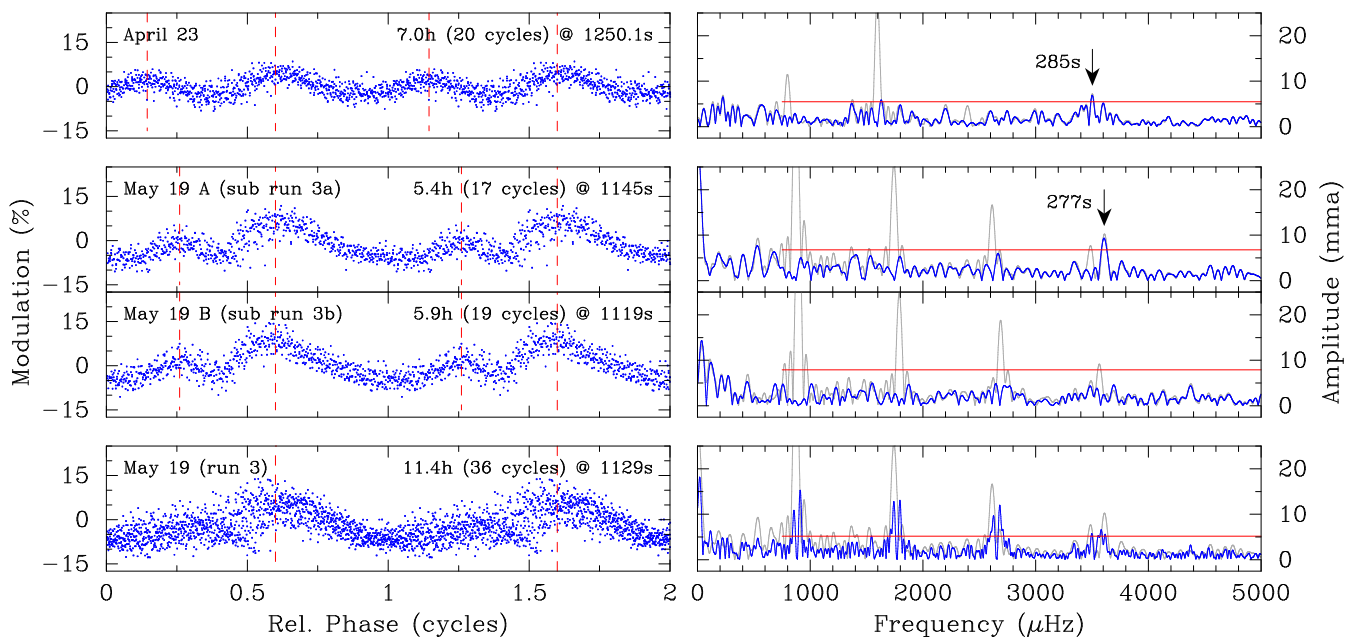 April 23 7.0h (20 cycles) @ 1250.1s
15
0
−15
285s
20
10
0
May 19 A (sub run 3a) 5.4h (17 cycles) @ 1145s
15
0
−15
277s
20
10
0
May 19 B (sub run 3b) 5.9h (19 cycles) @ 1119s
15
0
−15
20
10
0
May 19 (run 3) 11.4h (36 cycles) @ 1129s
15
0
−15
20
10
0
Modulation (%)
Amplitude (mma)
0 0.5 1 1.5 2
0 1000 2000 3000 4000 5000
Rel. Phase (cycles)
Frequency (μHz)